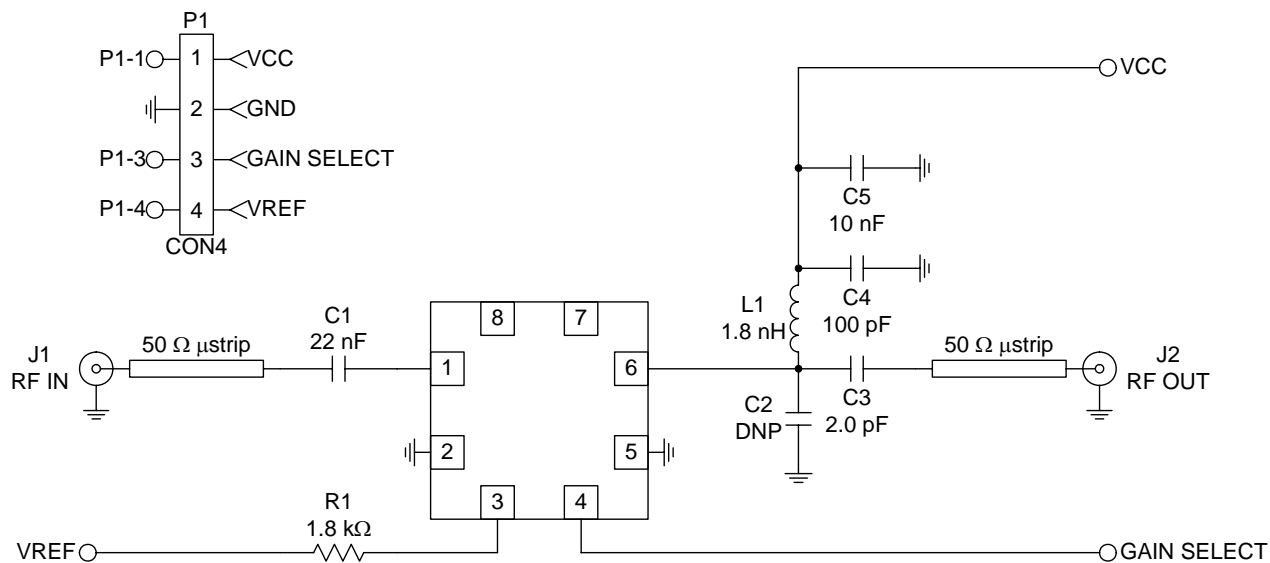 P1
P1-1 1 VCC
2 GND
P1-3 3 GAIN SELECT
P1-4 4 VREF
CON4
VCC
C5
10 nF
C4
100 pF
L1
1.8 nH
J1
RF IN
50 Ω μstrip
C1
22 nF
8
7
1
6
2
5
3
4
C2
DNP
C3
2.0 pF
50 Ω μstrip
J2
RF OUT
R1
1.8 kΩ
VREF
GAIN SELECT